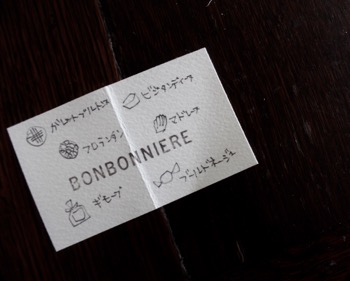 ガレットブルトンヌ
フロランタン
ギモーブ
BONBONNIERE
ビジタンディーヌ
マドレーヌ
ブールドネージュ